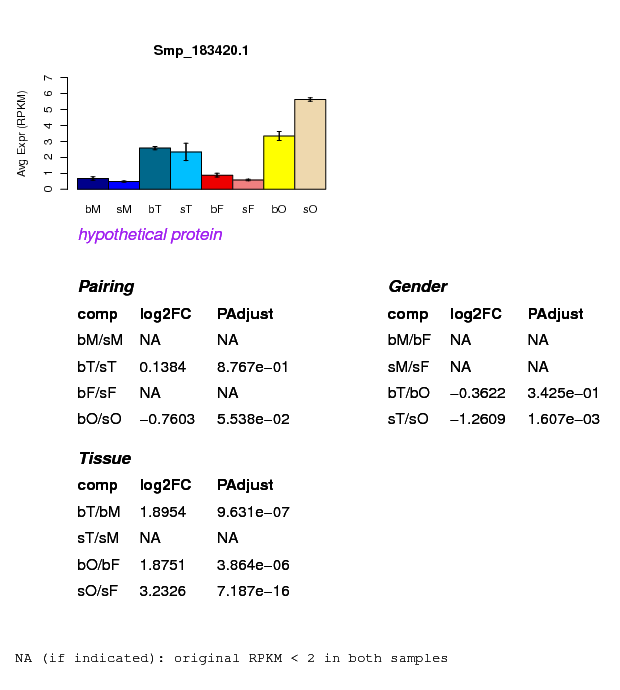 Smp_183420.1
Avg Expr (RPKM)
0 1 2 3 4 5 6 7
bM sM bT sT bF sF bO sO
hypothetical protein
Pairing
comp log2FC PAdjust
bM/sM NA NA
bT/sT 0.1384 8.767e−01
bF/sF NA NA
bO/sO −0.7603 5.538e−02
Gender
comp log2FC PAdjust
bM/bF NA NA
sM/sF NA NA
bT/bO −0.3622 3.425e−01
sT/sO −1.2609 1.607e−03
Tissue
comp log2FC PAdjust
bT/bM 1.8954 9.631e−07
sT/sM NA NA
bO/bF 1.8751 3.864e−06
sO/sF 3.2326 7.187e−16
NA (if indicated): original RPKM < 2 in both samples